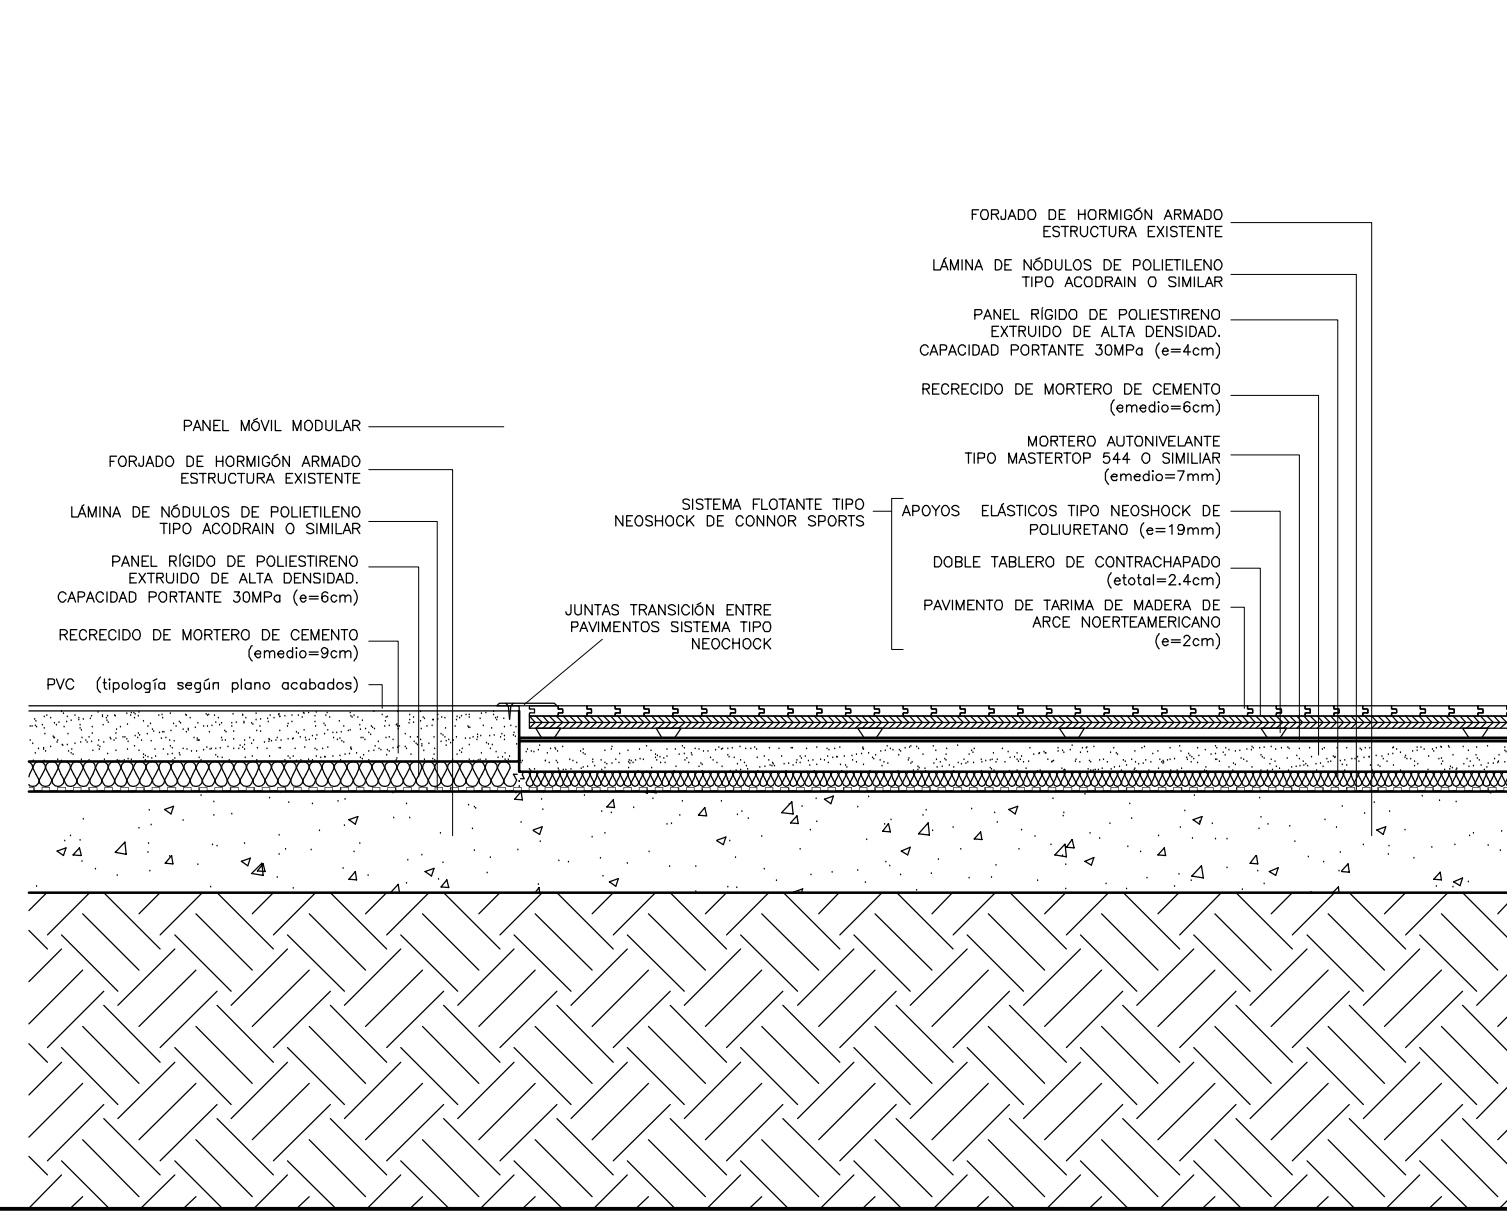 FORJADO DE HORMIGÓN ARMADO
ESTRUCTURA EXISTENTE
LÁMINA DE NÓDULOS DE POLIETILENO
TIPO ACODRAIN O SIMILAR
PANEL RÍGIDO DE POLIESTIRENO
EXTRUIDO DE ALTA DENSIDAD.
CAPACIDAD PORTANTE 30MPa (e=4cm)
RECRECIDO DE MORTERO DE CEMENTO
(emedio=6cm)
MORTERO AUTONIVELANTE
TIPO MASTERTOP 544 O SIMILIAR
(emedio=7mm)
SISTEMA FLOTANTE TIPO
NEOSHOCK DE CONNOR SPORTS
APOYOS ELÁSTICOS TIPO NEOSHOCK DE
POLIURETANO (e=19mm)
DOBLE TABLERO DE CONTRACHAPADO
(etotal=2.4cm)
PAVIMENTO DE TARIMA DE MADERA DE
ARCE NOERTEAMERICANO
(e=2cm)
PANEL MÓVIL MODULAR
FORJADO DE HORMIGÓN ARMADO
ESTRUCTURA EXISTENTE
LÁMINA DE NÓDULOS DE POLIETILENO
TIPO ACODRAIN O SIMILAR
PANEL RÍGIDO DE POLIESTIRENO
EXTRUIDO DE ALTA DENSIDAD.
CAPACIDAD PORTANTE 30MPa (e=6cm)
RECRECIDO DE MORTERO DE CEMENTO
(emedio=9cm)
PVC (tipología según plano acabados)
JUNTAS TRANSICIÓN ENTRE
PAVIMENTOS SISTEMA TIPO
NEOCHOCK